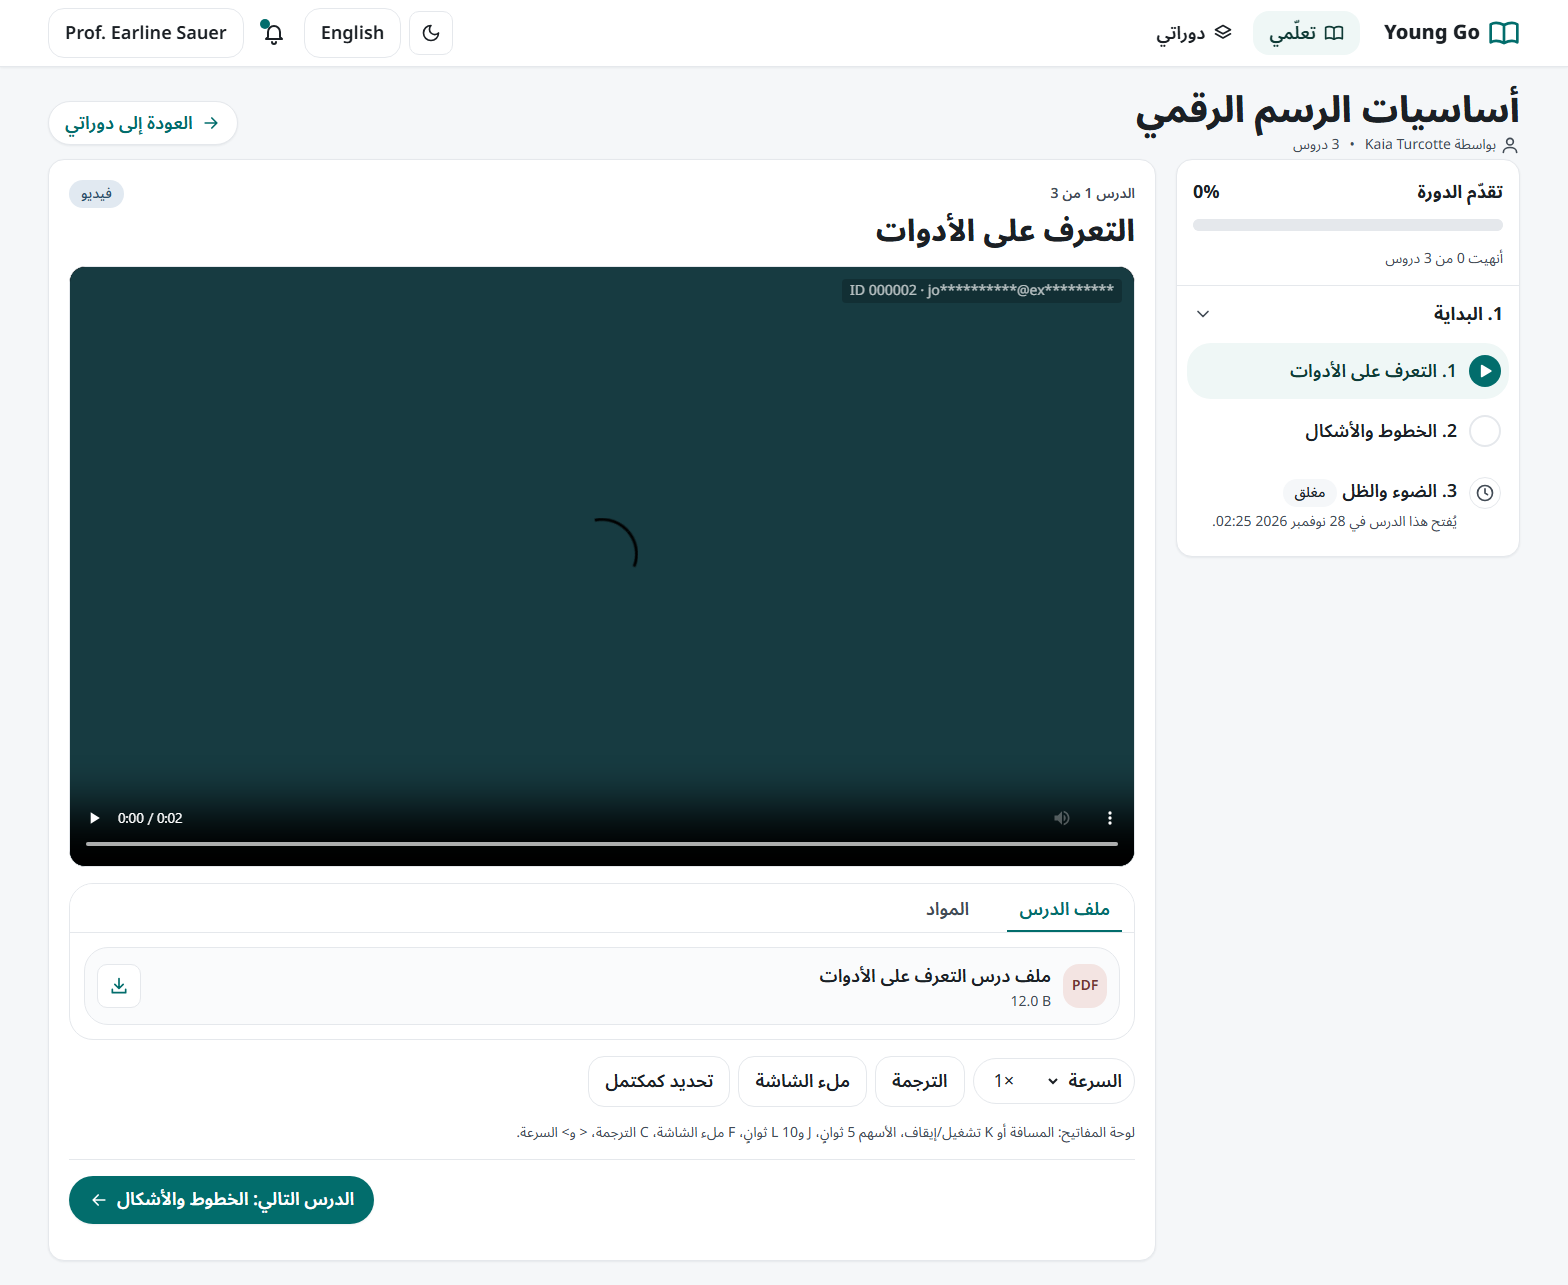 Young Go
تعلّمي
دوراتي
English
Prof. Earline Sauer
أساسيات الرسم الرقمي
بواسطة Kaia Turcotte • 3 دروس
العودة إلى دوراتي
تقدّم الدورة 0%
أنهيت 0 من 3 دروس
1. البداية
1. التعرف على الأدوات
2. الخطوط والأشكال
3. الضوء والظل مغلق
يُفتح هذا الدرس في 28 نوفمبر 2026 02:25.
الدرس 1 من 3
فيديو
التعرف على الأدوات
ID 000002 · jo**********@ex*********
0:00 / 0:02
ملف الدرس
المواد
PDF
ملف درس التعرف على الأدوات
12.0 B
السرعة 1×
الترجمة
ملء الشاشة
تحديد كمكتمل
لوحة المفاتيح: المسافة أو K تشغيل/إيقاف، الأسهم 5 ثوانٍ، J وL 10 ثوانٍ، F ملء الشاشة، C الترجمة، < و> السرعة.
الدرس التالي: الخطوط والأشكال